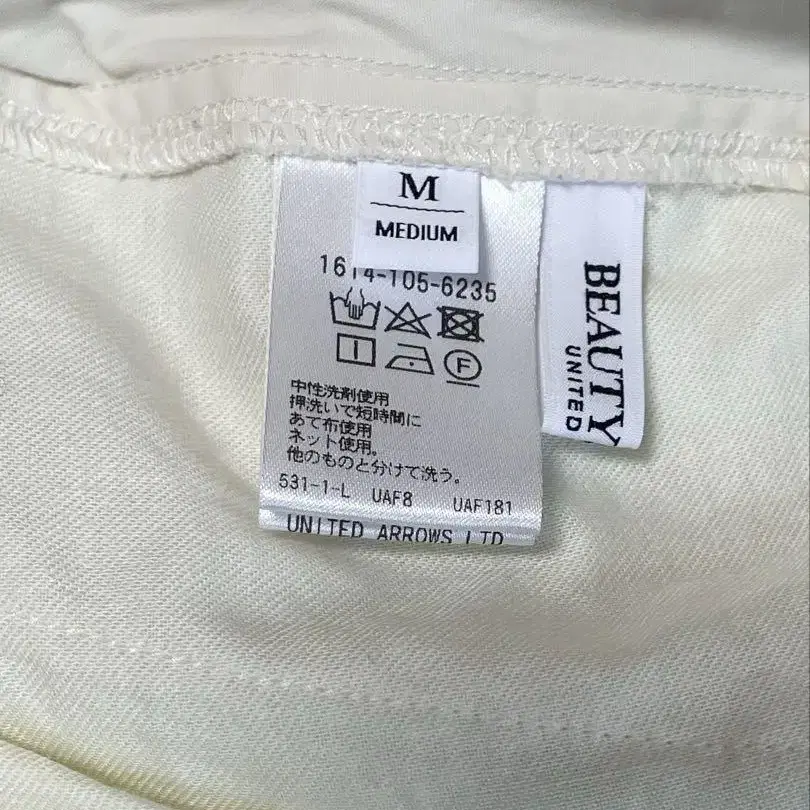 M
MEDIUM
1614-105-6235
F
中性洗剤使用
押洗いで短時間に
あて布使用
ネット使用。
他のものと分けて洗う。
531-1-L UAF8 UAF181
UNITED ARROWS LTD
BEAUTY
UNITED